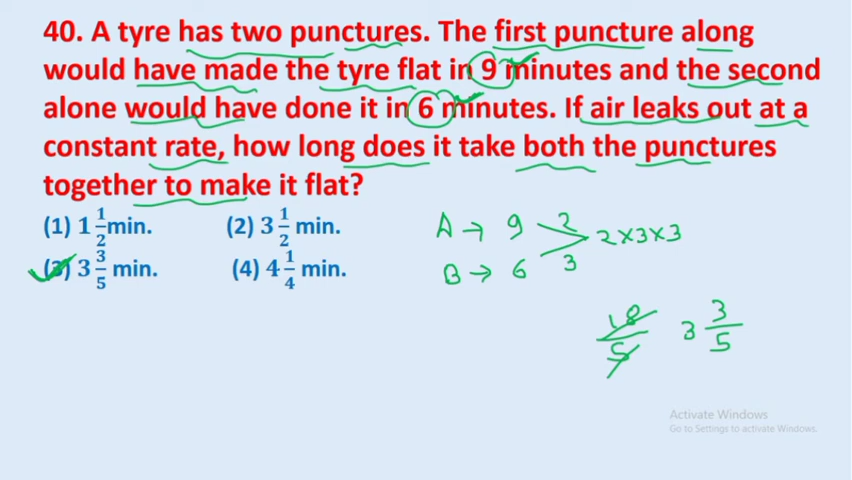 40. A tyre has two punctures. The first puncture along
would have made the tyre flat in 9 minutes and the second
alone would have done it in 6 minutes. If air leaks out at a
constant rate, how long does it take both the punctures
together to make it flat?
(1) 1 1/2 min. (2) 3 1/2 min.
(3) 3 3/5 min. (4) 4 1/4 min.
A → 9 2
2×3×3
B → 6 3
18/5 3 3/5
Activate Windows
Go to Settings to activate Windows.